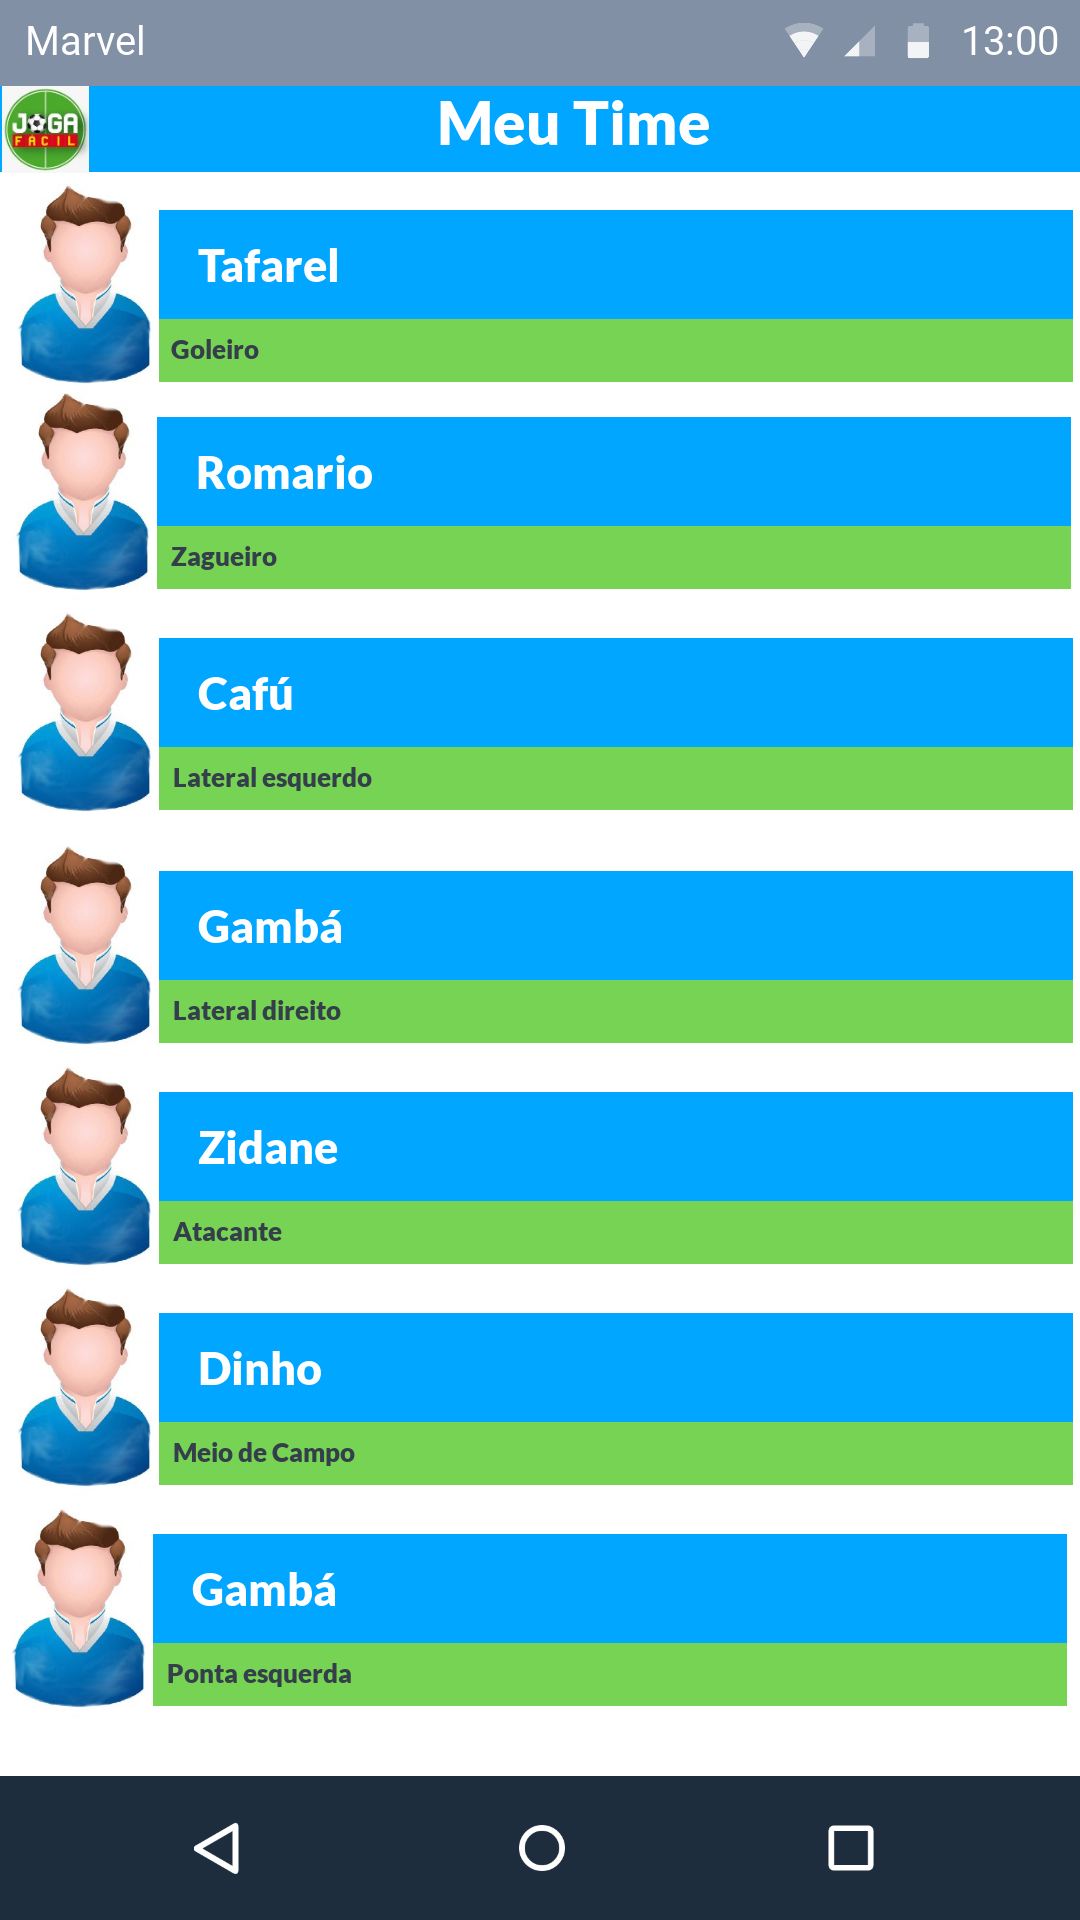 Marvel 13:00
JOGA
FÁCIL
Meu Time
Tafarel
Goleiro
Romario
Zagueiro
Cafú
Lateral esquerdo
Gambá
Lateral direito
Zidane
Atacante
Dinho
Meio de Campo
Gambá
Ponta esquerda